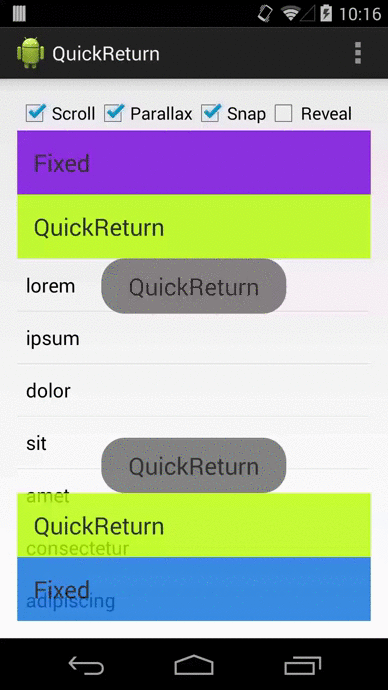 10:16
QuickReturn
Scroll Parallax Snap Reveal
Fixed
QuickReturn
lorem
QuickReturn
ipsum
dolor
sit
QuickReturn
amet
QuickReturn
consectetur
Fixed
adipiscing